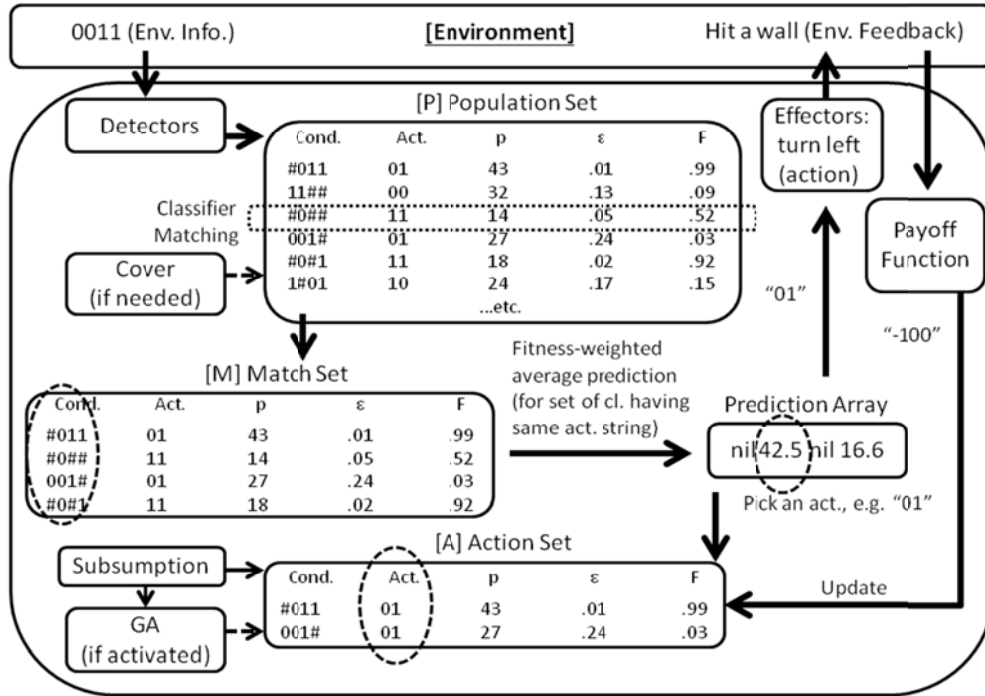 0011 (Env. Info.)
[Environment]
Hit a wall (Env. Feedback)
Detectors
[P] Population Set
Cond. Act. p ε F
#011 01 43 .01 .99
11## 00 32 .13 .09
#0## 11 14 .05 .52
001# 01 27 .24 .03
#0#1 11 18 .02 .92
1#01 10 24 .17 .15
...etc.
Classifier
Matching
Cover
(if needed)
Effectors:
turn left
(action)
Payoff
Function
"01"
"-100"
[M] Match Set
Cond. Act. p ε F
#011 01 43 .01 .99
#0## 11 14 .05 .52
001# 01 27 .24 .03
#0#1 11 18 .02 .92
Fitness-weighted
average prediction
(for set of cl. having
same act. string)
Prediction Array
nil 42.5 nil 16.6
Pick an act., e.g. "01"
[A] Action Set
Subsumption
GA
(if activated)
Cond. Act. p ε F
#011 01 43 .01 .99
001# 01 27 .24 .03
Update